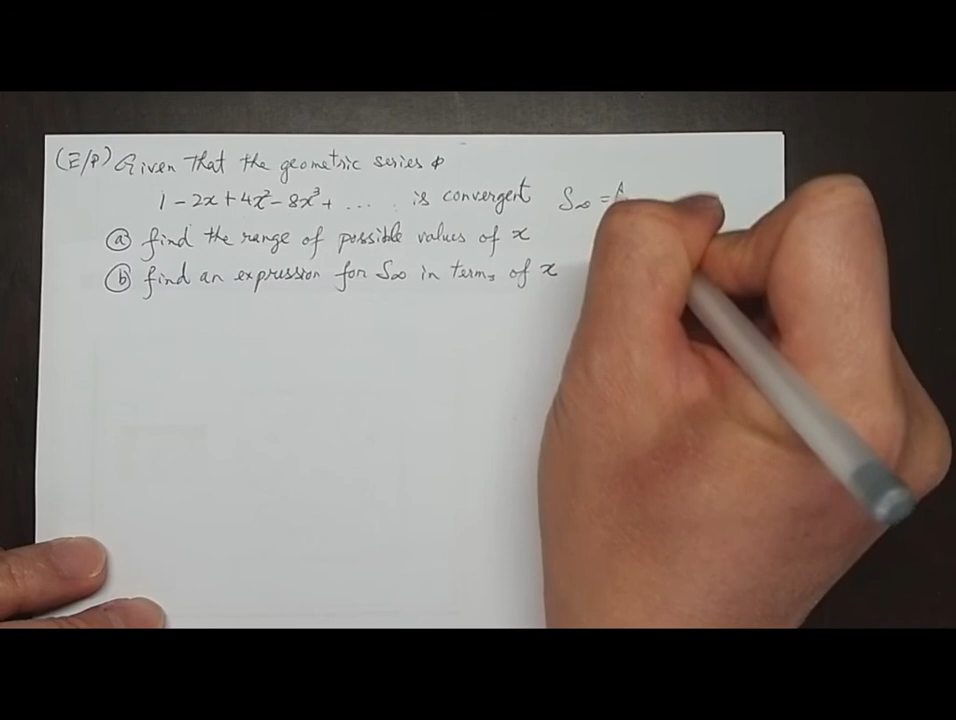 (E/P) Given that the geometric series
1 - 2x + 4x² - 8x³ + ... is convergent S∞ =
ⓐ find the range of possible values of x
ⓑ find an expression for S∞ in terms of x